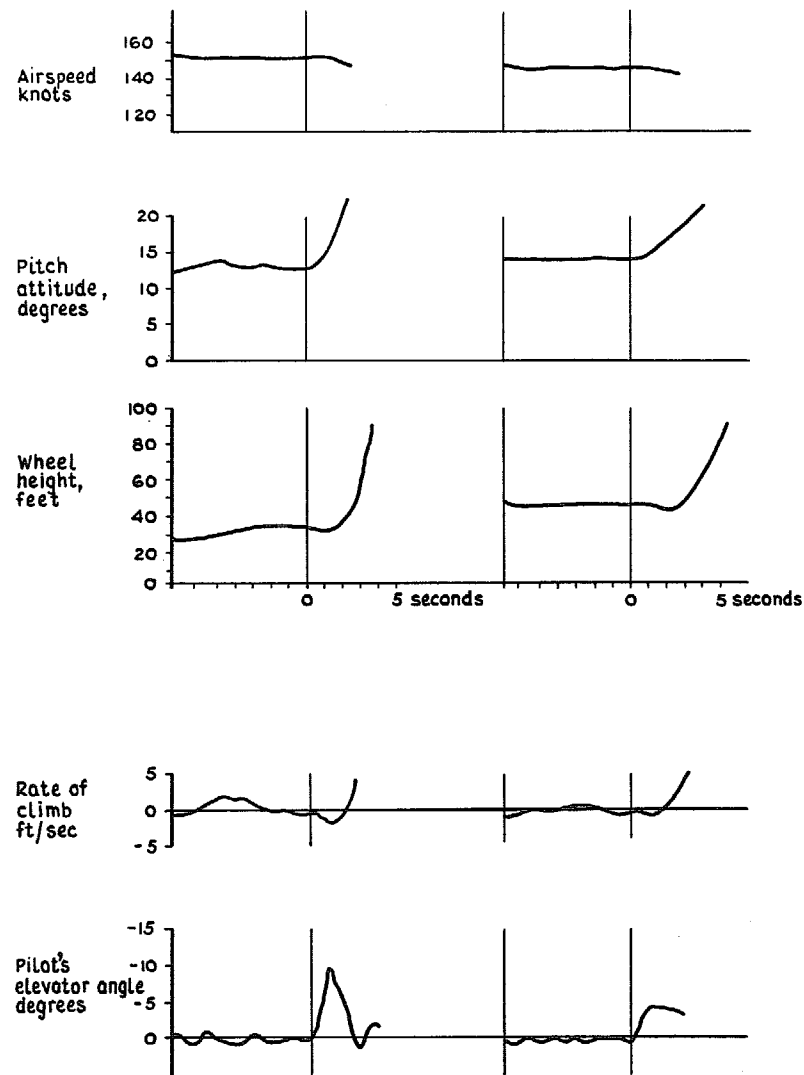 Airspeed
knots
160
140
120
Pitch
attitude,
degrees
20
15
10
5
0
Wheel
height,
feet
100
80
60
40
20
0
0 5 seconds
0 5 seconds
Rate of
climb
ft/sec
5
0
-5
Pilot's
elevator angle
degrees
-15
-10
-5
0